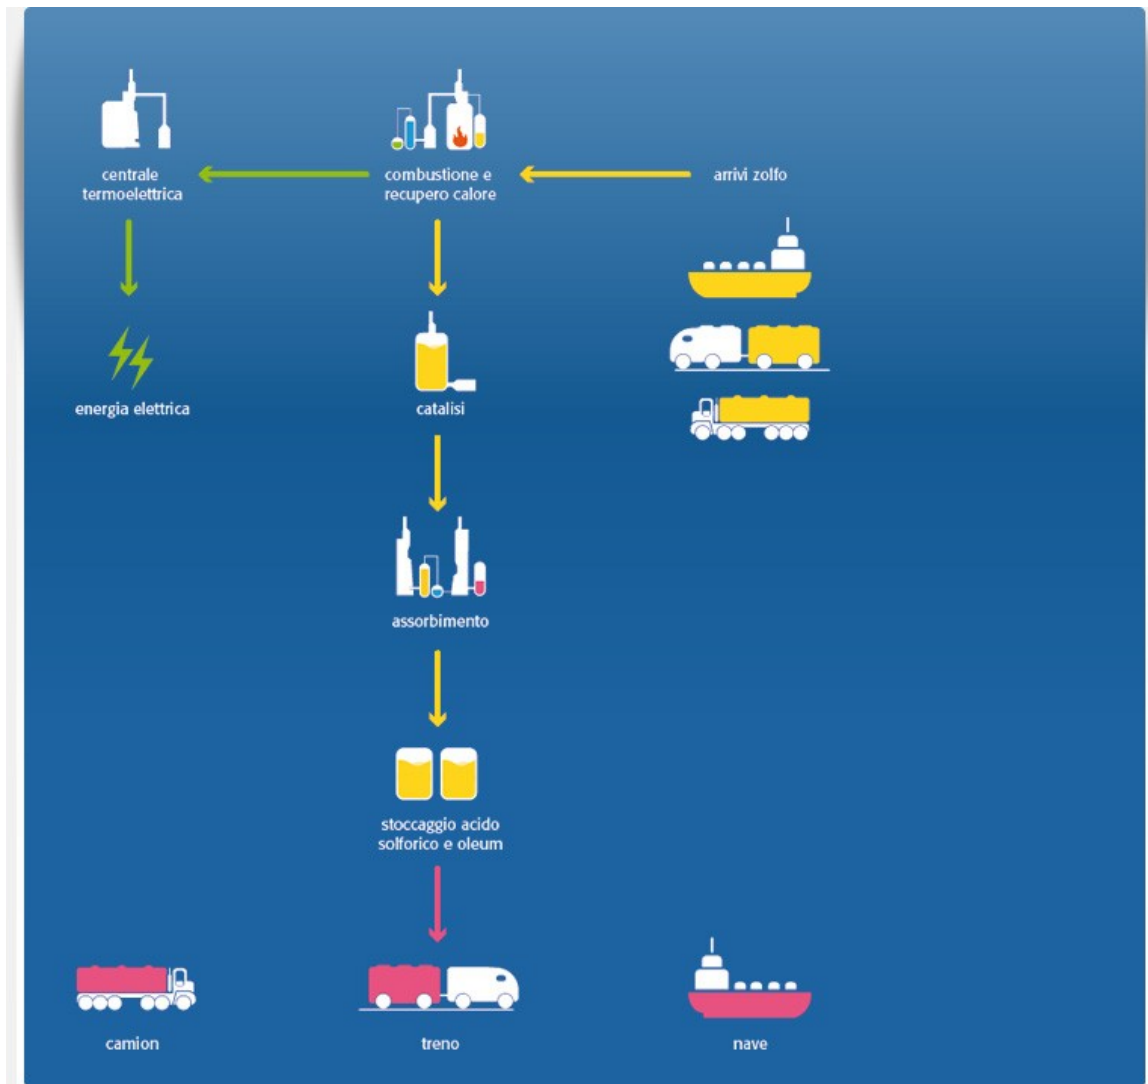 centrale
termoelettrica
combustione e
recupero calore
arrivi zolfo
energia elettrica
catalisi
assorbimento
stoccaggio acido
solforico e oleum
camion
treno
nave